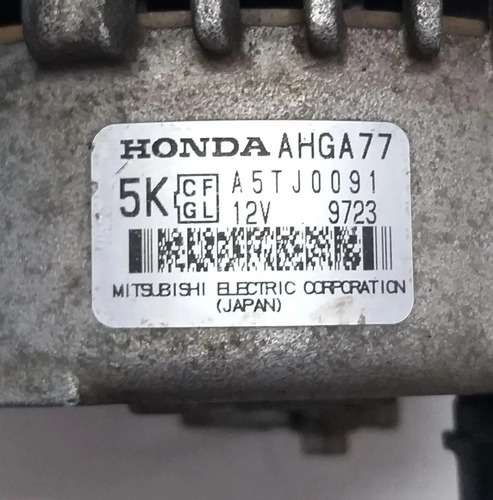 HONDA AHGA77
5K CF GL A5TJ0091
12V 9723
MITSUBISHI ELECTRIC CORPORATION
(JAPAN)